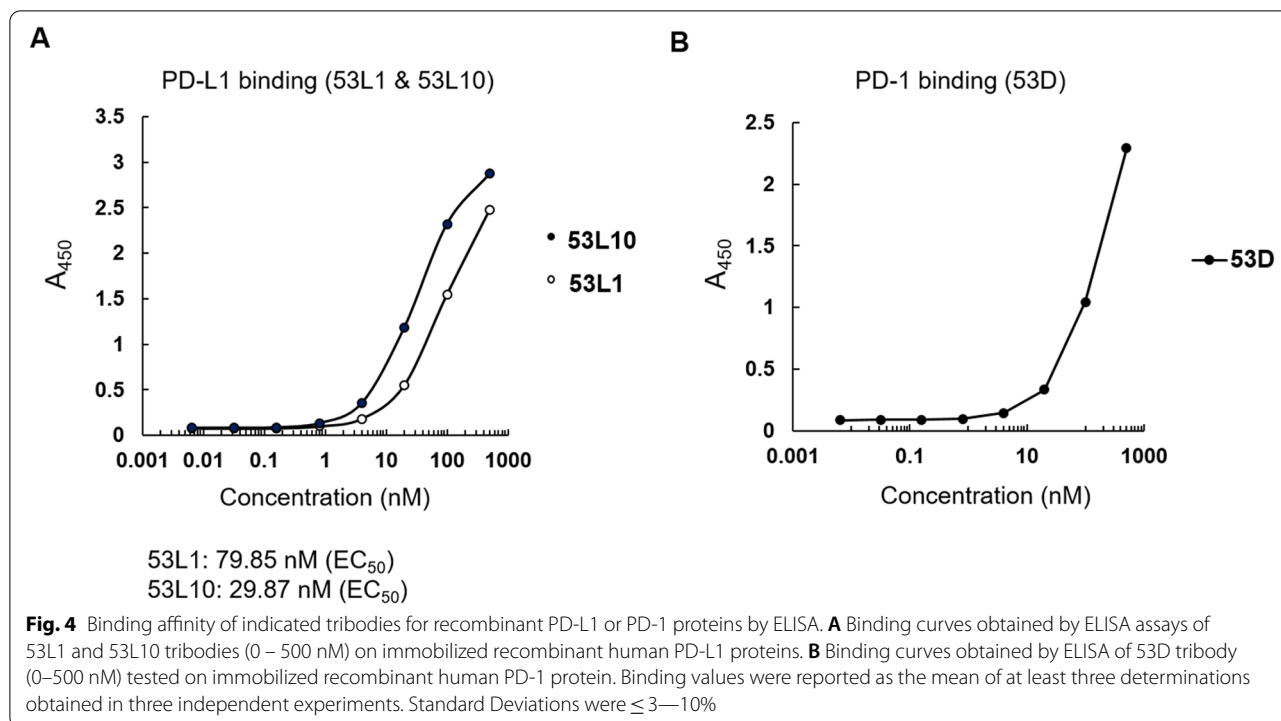 A
PD-L1 binding (53L1 & 53L10)
3.5
3
2.5
2
1.5
1
0.5
0
A450
0.001 0.01 0.1 1 10 100 1000
Concentration (nM)
53L10
53L1
53L1: 79.85 nM (EC50)
53L10: 29.87 nM (EC50)
B
PD-1 binding (53D)
2.5
2
1.5
1
0.5
0
A450
0.001 0.1 10 1000
Concentration (nM)
53D
Fig. 4 Binding affinity of indicated tribodies for recombinant PD-L1 or PD-1 proteins by ELISA. A Binding curves obtained by ELISA assays of
53L1 and 53L10 tribodies (0 – 500 nM) on immobilized recombinant human PD-L1 proteins. B Binding curves obtained by ELISA of 53D tribody
(0–500 nM) tested on immobilized recombinant human PD-1 protein. Binding values were reported as the mean of at least three determinations
obtained in three independent experiments. Standard Deviations were ≤ 3—10%